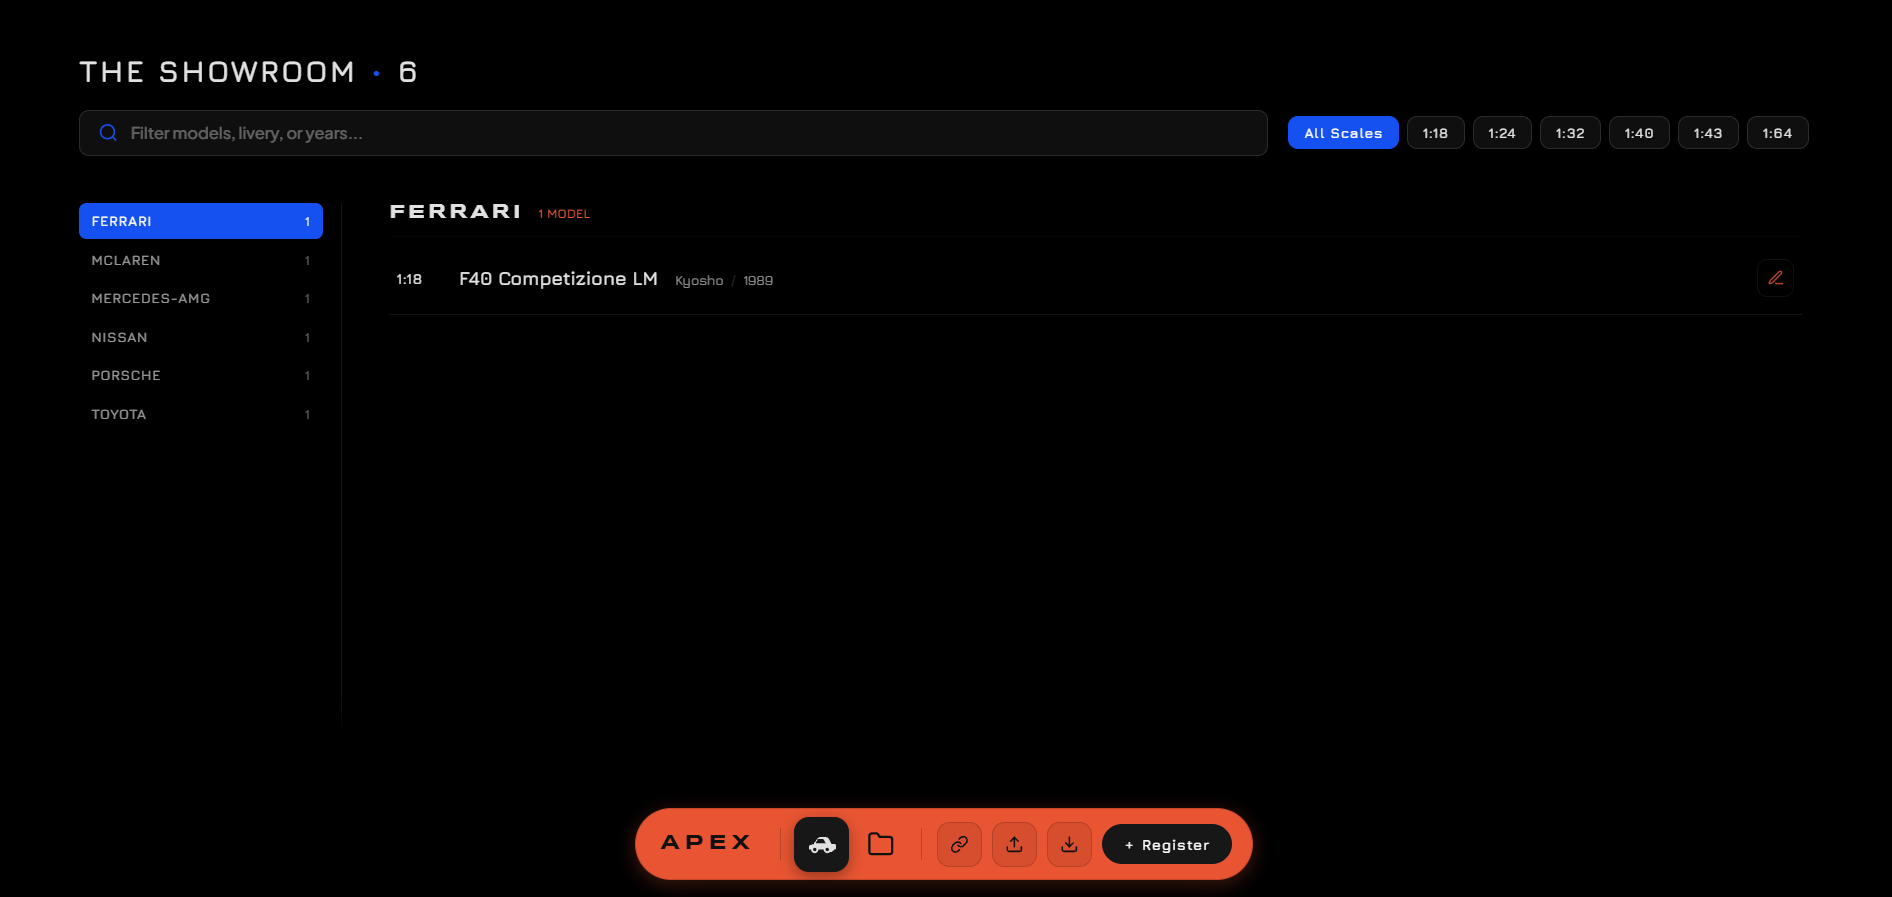 THE SHOWROOM • 6
Filter models, livery, or years...
All Scales 1:18 1:24 1:32 1:40 1:43 1:64
FERRARI 1
MCLAREN 1
MERCEDES-AMG 1
NISSAN 1
PORSCHE 1
TOYOTA 1
FERRARI 1 MODEL
1:18 F40 Competizione LM Kyosho / 1989
APEX
+ Register